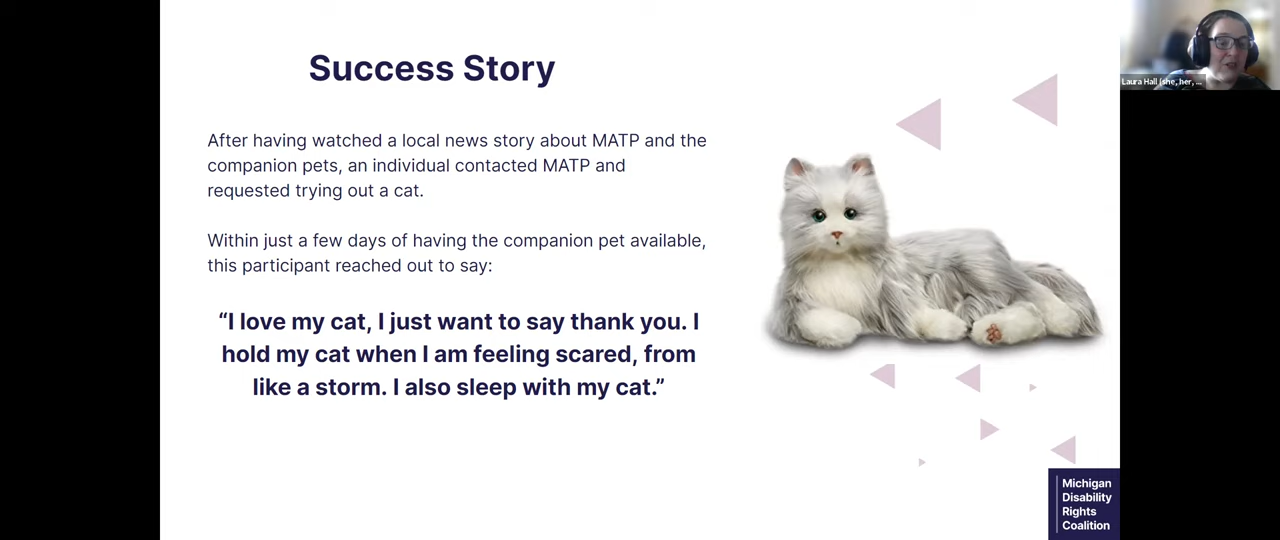 Success Story
After having watched a local news story about MATP and the
companion pets, an individual contacted MATP and
requested trying out a cat.
Within just a few days of having the companion pet available,
this participant reached out to say:
“I love my cat, I just want to say thank you. I
hold my cat when I am feeling scared, from
like a storm. I also sleep with my cat.”
Laura Hall (she, her, ...
Michigan
Disability
Rights
Coalition